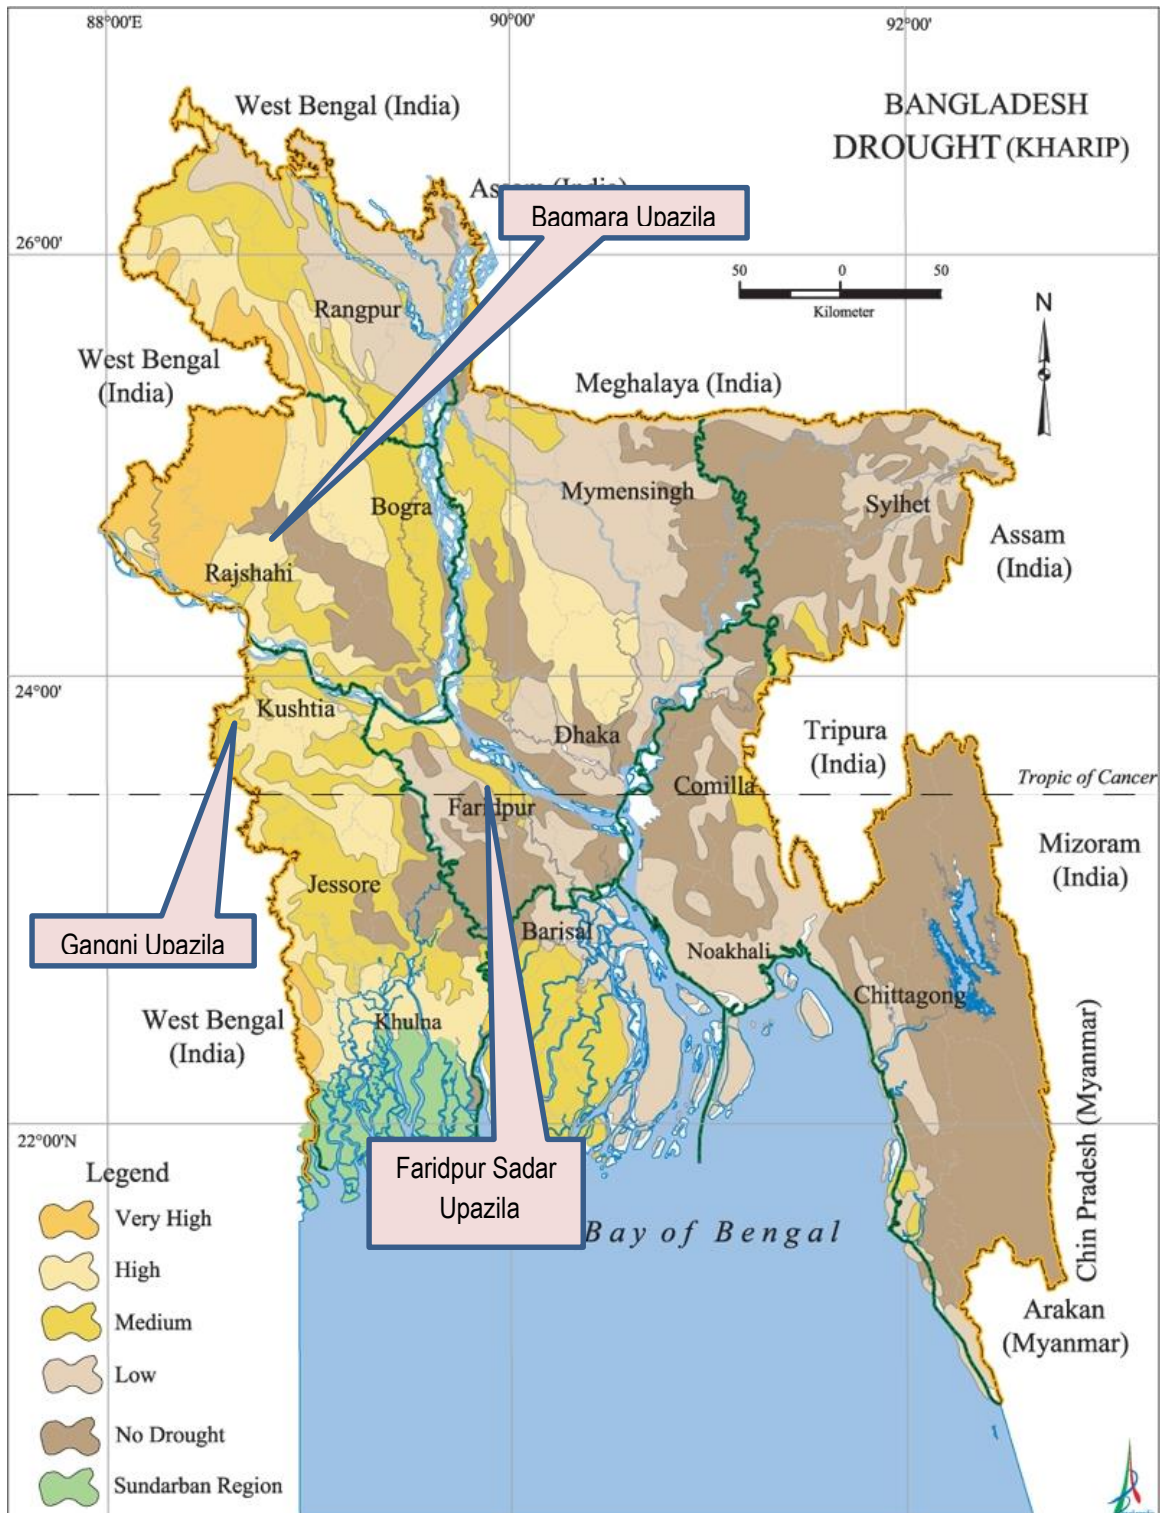 88°00'E
90°00'
92°00'
BANGLADESH
DROUGHT (KHARIP)
West Bengal (India)
Assam (India)
Bagmara Upazila
26°00'
50
0
50
Kilometer
N
Rangpur
West Bengal
(India)
Meghalaya (India)
Mymensingh
Sylhet
Bogra
Assam
(India)
Rajshahi
24°00'
Kushtia
Dhaka
Tripura
(India)
Tropic of Cancer
Comilla
Faridpur
Mizoram
(India)
Jessore
Gangni Upazila
Barisal
Noakhali
Chittagong
West Bengal
(India)
Khulna
Chin Pradesh (Myanmar)
22°00'N
Faridpur Sadar
Upazila
Bay of Bengal
Arakan
(Myanmar)
Legend
Very High
High
Medium
Low
No Drought
Sundarban Region